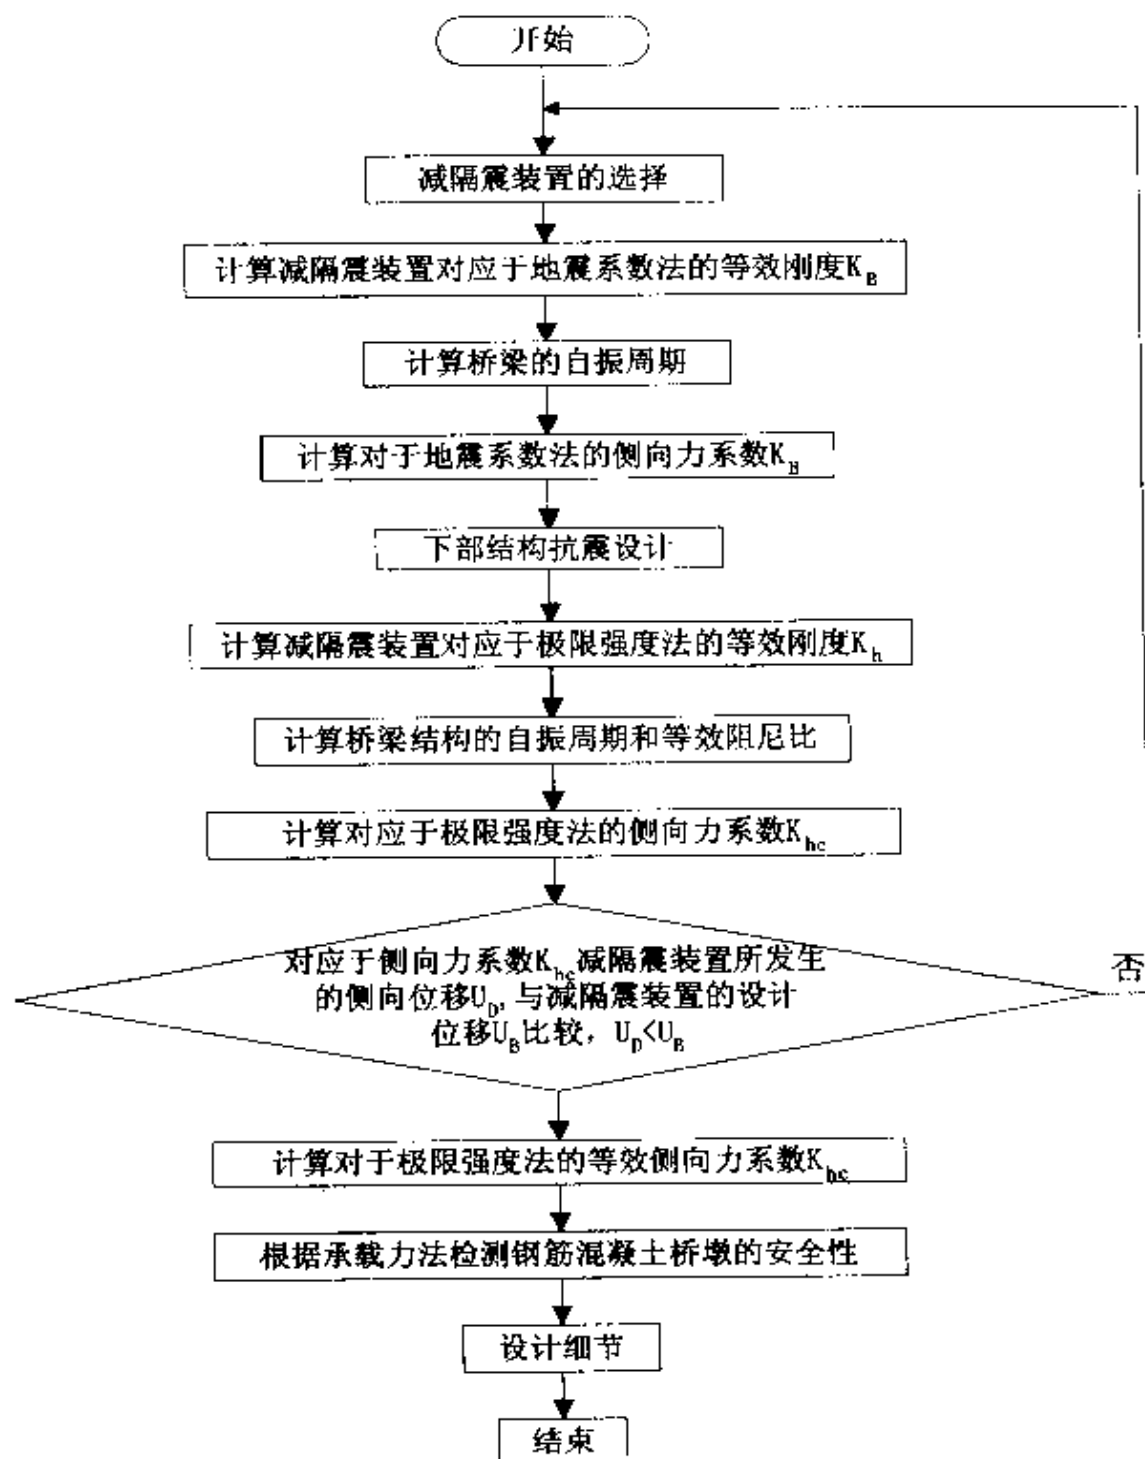 开始
减隔震装置的选择
计算减隔震装置对应于地震系数法的等效刚度K_B
计算桥梁的自振周期
计算对于地震系数法的侧向力系数K_B
下部结构抗震设计
计算减隔震装置对应于极限强度法的等效刚度K_h
计算桥梁结构的自振周期和等效阻尼比
计算对应于极限强度法的侧向力系数K_hc
对应于侧向力系数K_hc减隔震装置所发生
的侧向位移U_D, 与减隔震装置的设计
位移U_B比较, U_D<U_B
否
计算对于极限强度法的等效侧向力系数K_hc
根据承载力法检测钢筋混凝土桥墩的安全性
设计细节
结束